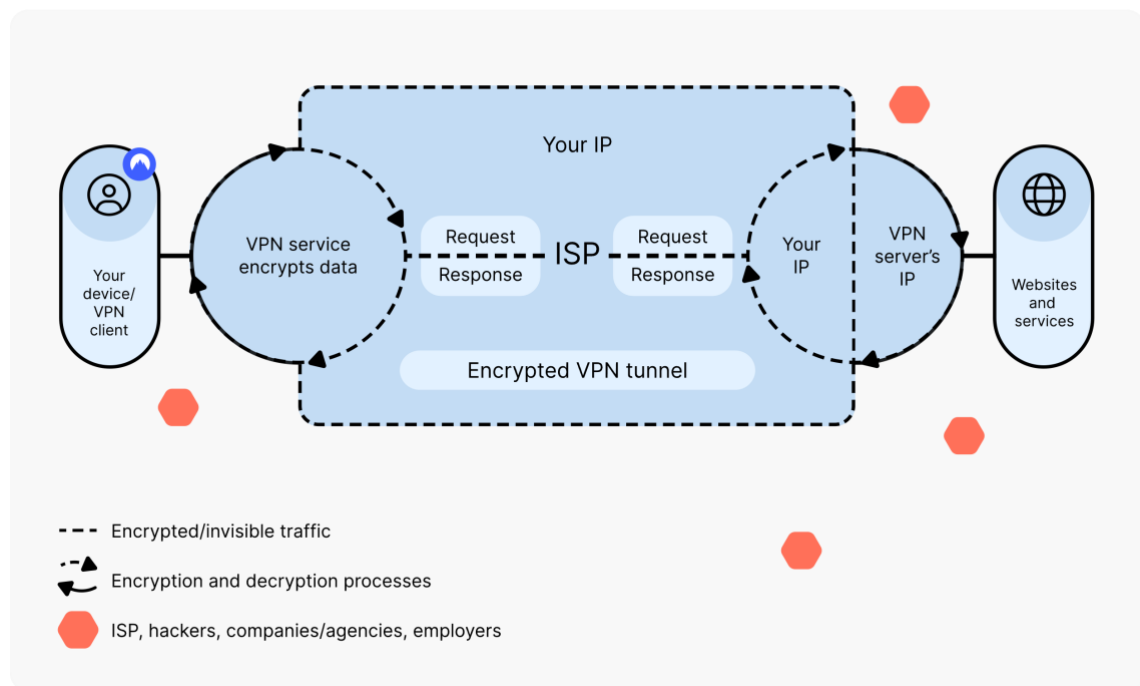 Your IP
Your
device/
VPN
client
VPN service
encrypts data
Request
Response
ISP
Request
Response
Your
IP
VPN
server's
IP
Websites
and
services
Encrypted VPN tunnel
Encrypted/invisible traffic
Encryption and decryption processes
ISP, hackers, companies/agencies, employers